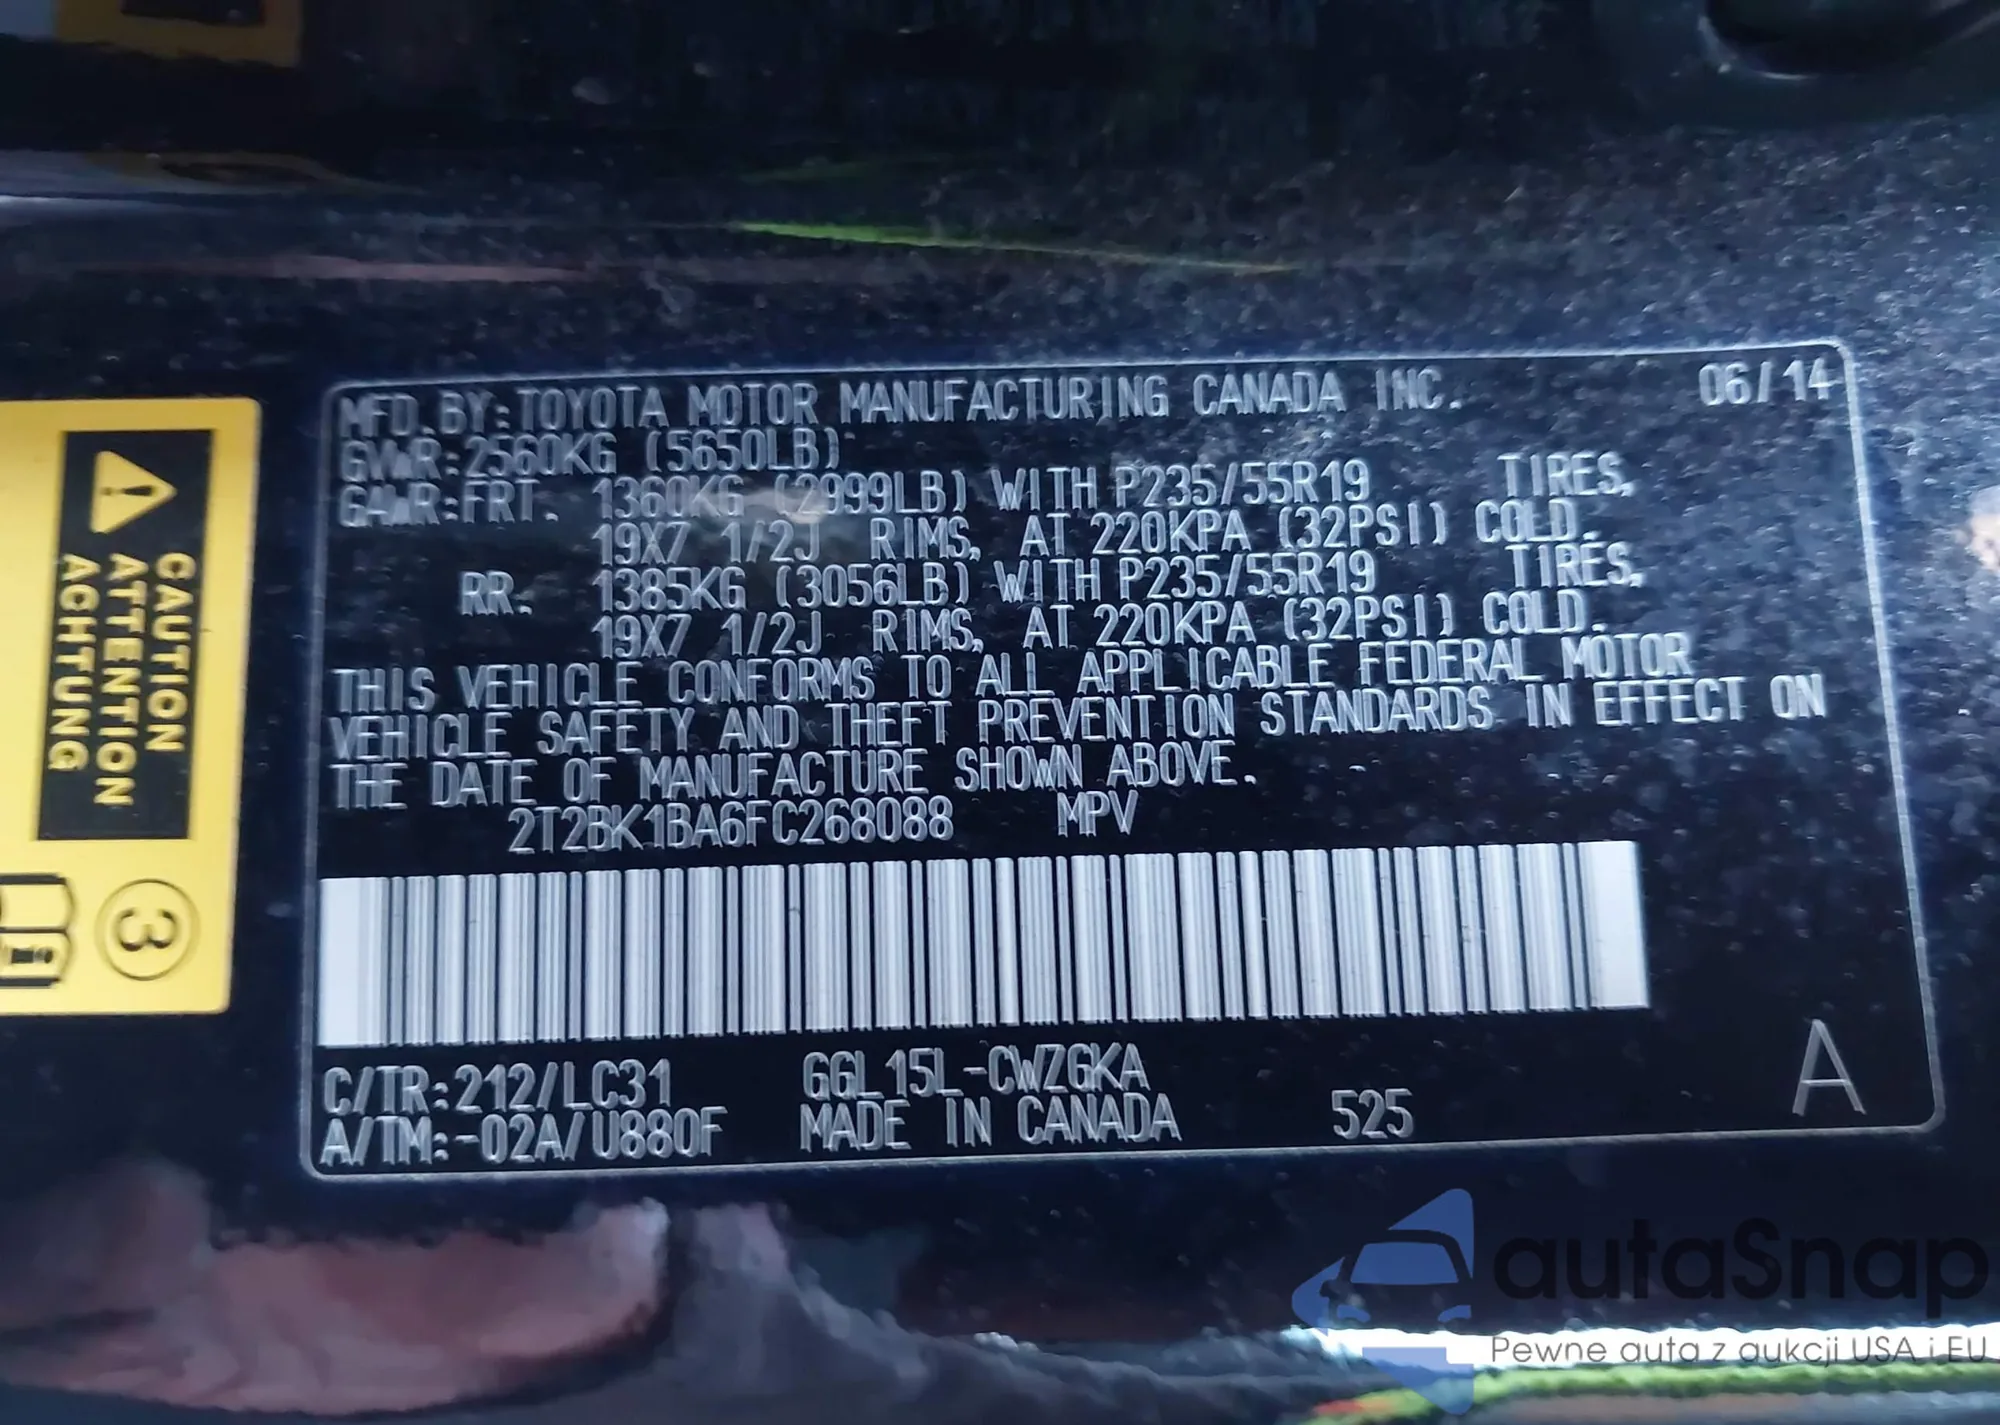 MFD.BY:TOYOTA MOTOR MANUFACTURING CANADA INC. 06/14
GVWR:2560KG (5650LB)
GAWR:FRT. 1360KG (2999LB) WITH P235/55R19 TIRES,
19X7 1/2J RIMS, AT 220KPA (32PSI) COLD.
RR. 1385KG (3056LB) WITH P235/55R19 TIRES,
19X7 1/2J RIMS, AT 220KPA (32PSI) COLD.
THIS VEHICLE CONFORMS TO ALL APPLICABLE FEDERAL MOTOR
VEHICLE SAFETY AND THEFT PREVENTION STANDARDS IN EFFECT ON
THE DATE OF MANUFACTURE SHOWN ABOVE.
2T2BK1BA6FC268088 MPV
C/TR:212/LC31 GGL15L-CWZGKA
A/TM:-02A/U880F MADE IN CANADA 525 A
CAUTION
ATTENTION
ACHTUNG
3
autaSnap
Pewne auta z aukcji USA i EU